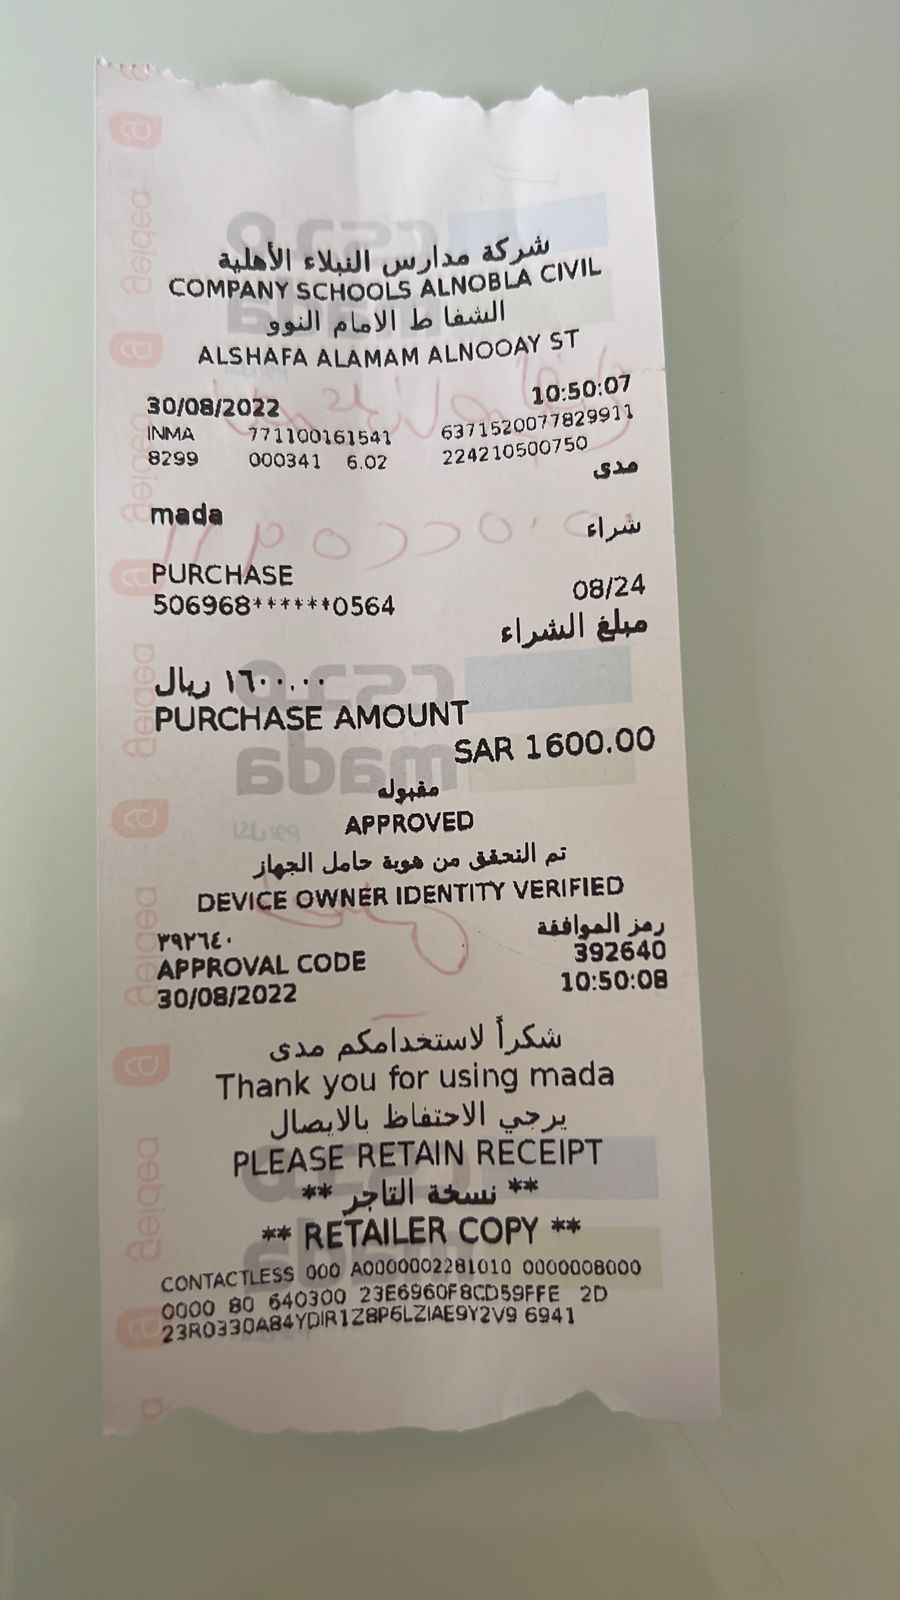 شركة مدارس النبلاء الأهلية
COMPANY SCHOOLS ALNOBLA CIVIL
الشفا ط الامام النوو
ALSHAFA ALAMAM ALNOOAY ST
30/08/2022 10:50:07
INMA 771100161541 6371520077829911
8299 000341 6.02 224210500750
مدى
mada
شراء
PURCHASE
506968******0564 08/24
مبلغ الشراء
١٦٠٠.٠٠ ريال
PURCHASE AMOUNT
SAR 1600.00
مقبوله
APPROVED
تم التحقق من هوية حامل الجهاز
DEVICE OWNER IDENTITY VERIFIED
رمز الموافقة
٣٩٢٦٤٠
APPROVAL CODE 392640
30/08/2022 10:50:08
شكراً لاستخدامكم مدى
Thank you for using mada
يرجي الاحتفاظ بالايصال
PLEASE RETAIN RECEIPT
** نسخة التاجر **
** RETAILER COPY **
CONTACTLESS 000 A0000002281010 0000008000
0000 80 640300 23E6960F8CD59FFE 2D
23R0330A84YDIR1Z8P6LZIAE9Y2V9 6941
geidea